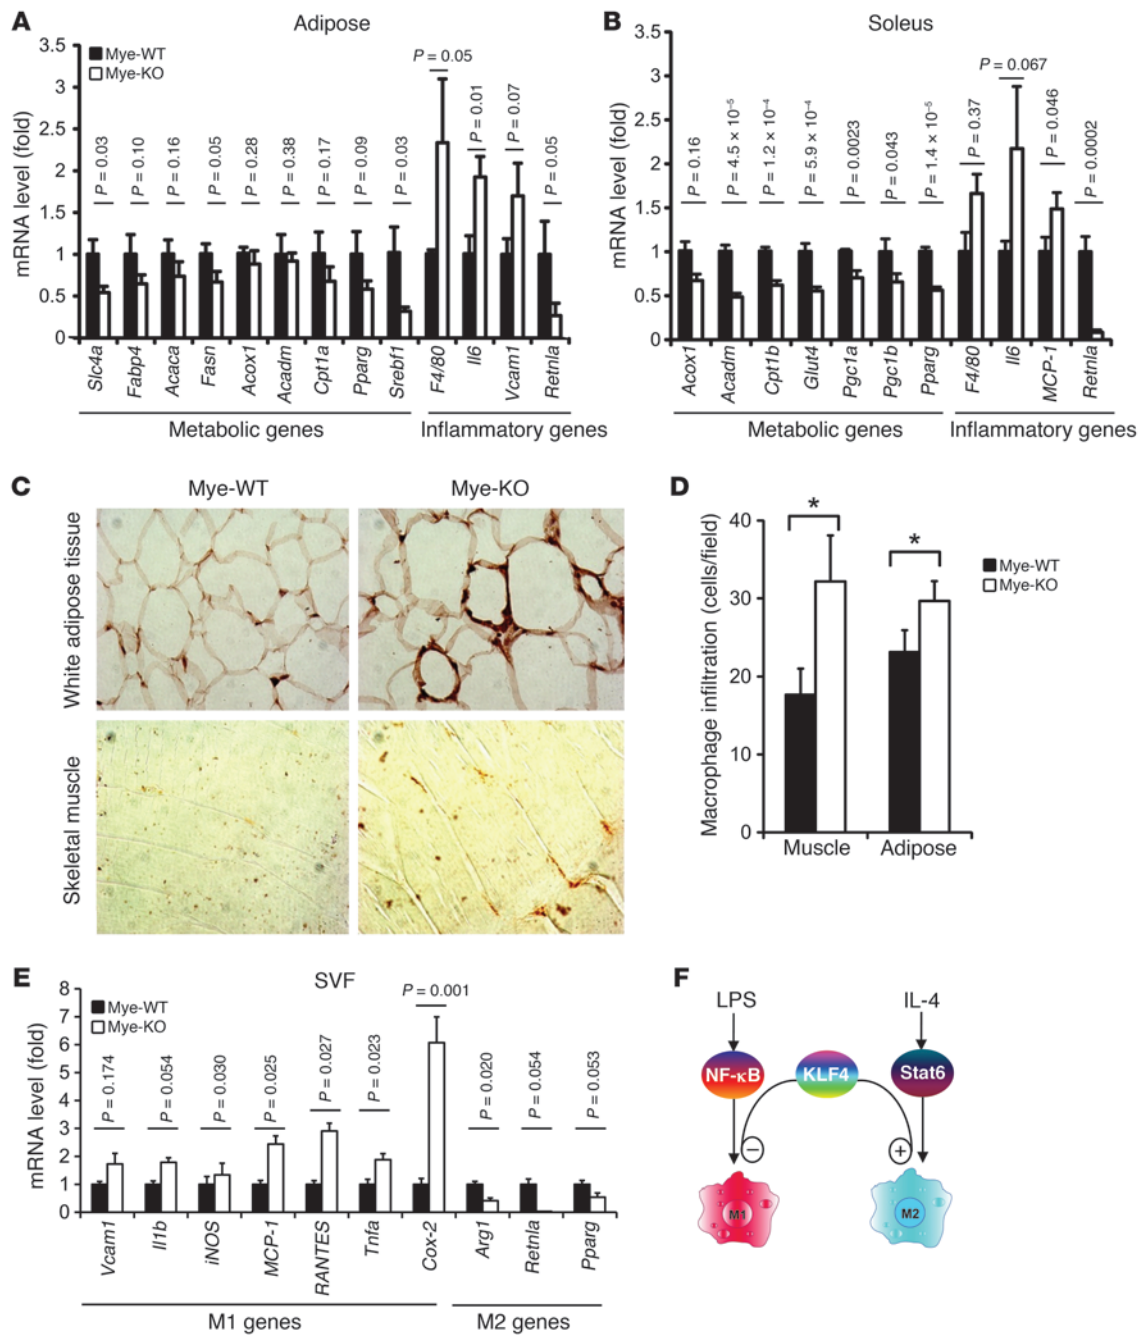 A
Adipose
Mye-WT
Mye-KO
mRNA level (fold)
3.5
3
2.5
2
1.5
1
0.5
0
P = 0.03
P = 0.10
P = 0.16
P = 0.05
P = 0.28
P = 0.38
P = 0.17
P = 0.09
P = 0.03
P = 0.05
P = 0.01
P = 0.07
P = 0.05
Slc4a
Fabp4
Acaca
Fasn
Acox1
Acadm
Cpt1a
Pparg
Srebf1
F4/80
Il6
Vcam1
Retnla
Metabolic genes
Inflammatory genes
B
Soleus
mRNA level (fold)
3.5
3
2.5
2
1.5
1
0.5
0
P = 0.16
P = 4.5 × 10⁻⁵
P = 1.2 × 10⁻⁴
P = 5.9 × 10⁻⁴
P = 0.0023
P = 0.043
P = 1.4 × 10⁻⁵
P = 0.37
P = 0.067
P = 0.046
P = 0.0002
Acox1
Acadm
Cpt1b
Glut4
Pgc1a
Pgc1b
Pparg
F4/80
Il6
MCP-1
Retnla
Metabolic genes
Inflammatory genes
C
Mye-WT
Mye-KO
White adipose tissue
Skeletal muscle
D
Macrophage infiltration (cells/field)
40
30
20
10
0
*
*
Mye-WT
Mye-KO
Muscle
Adipose
E
SVF
Mye-WT
Mye-KO
mRNA level (fold)
8
7
6
5
4
3
2
1
0
P = 0.174
P = 0.054
P = 0.030
P = 0.025
P = 0.027
P = 0.023
P = 0.001
P = 0.020
P = 0.054
P = 0.053
Vcam1
Il1b
iNOS
MCP-1
RANTES
Tnfa
Cox-2
Arg1
Retnla
Pparg
M1 genes
M2 genes
F
LPS
IL-4
NF-κB
KLF4
Stat6
−
+
M1
M2